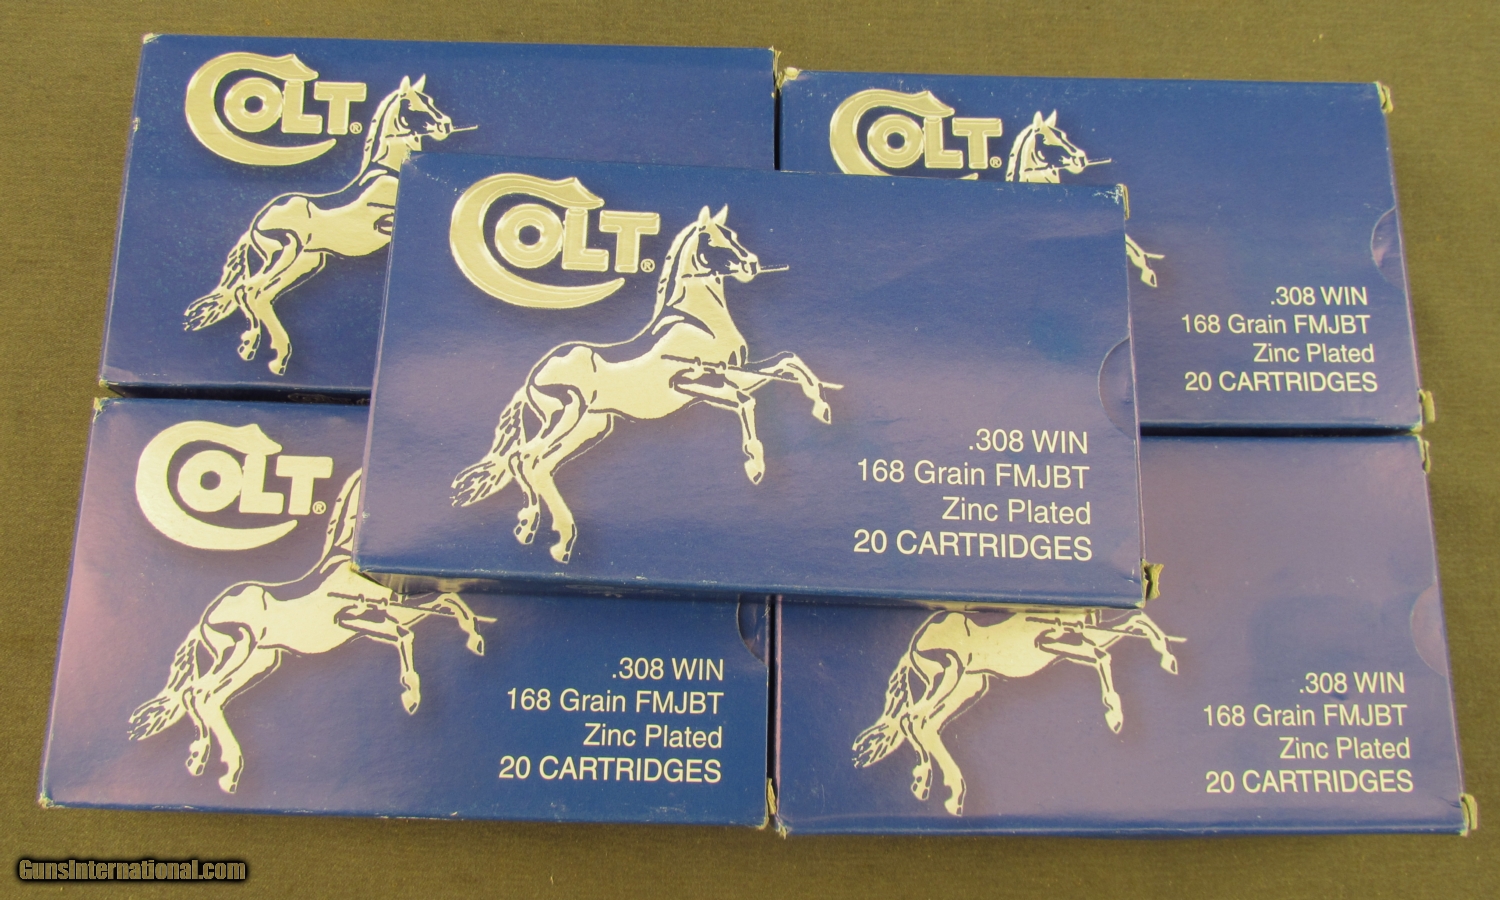 COLT®
COLT®
.308 WIN
168 Grain FMJBT
Zinc Plated
20 CARTRIDGES
COLT®
.308 WIN
168 Grain FMJBT
Zinc Plated
20 CARTRIDGES
COLT®
.308 WIN
168 Grain FMJBT
Zinc Plated
20 CARTRIDGES
.308 WIN
168 Grain FMJBT
Zinc Plated
20 CARTRIDGES
GunsInternational.com